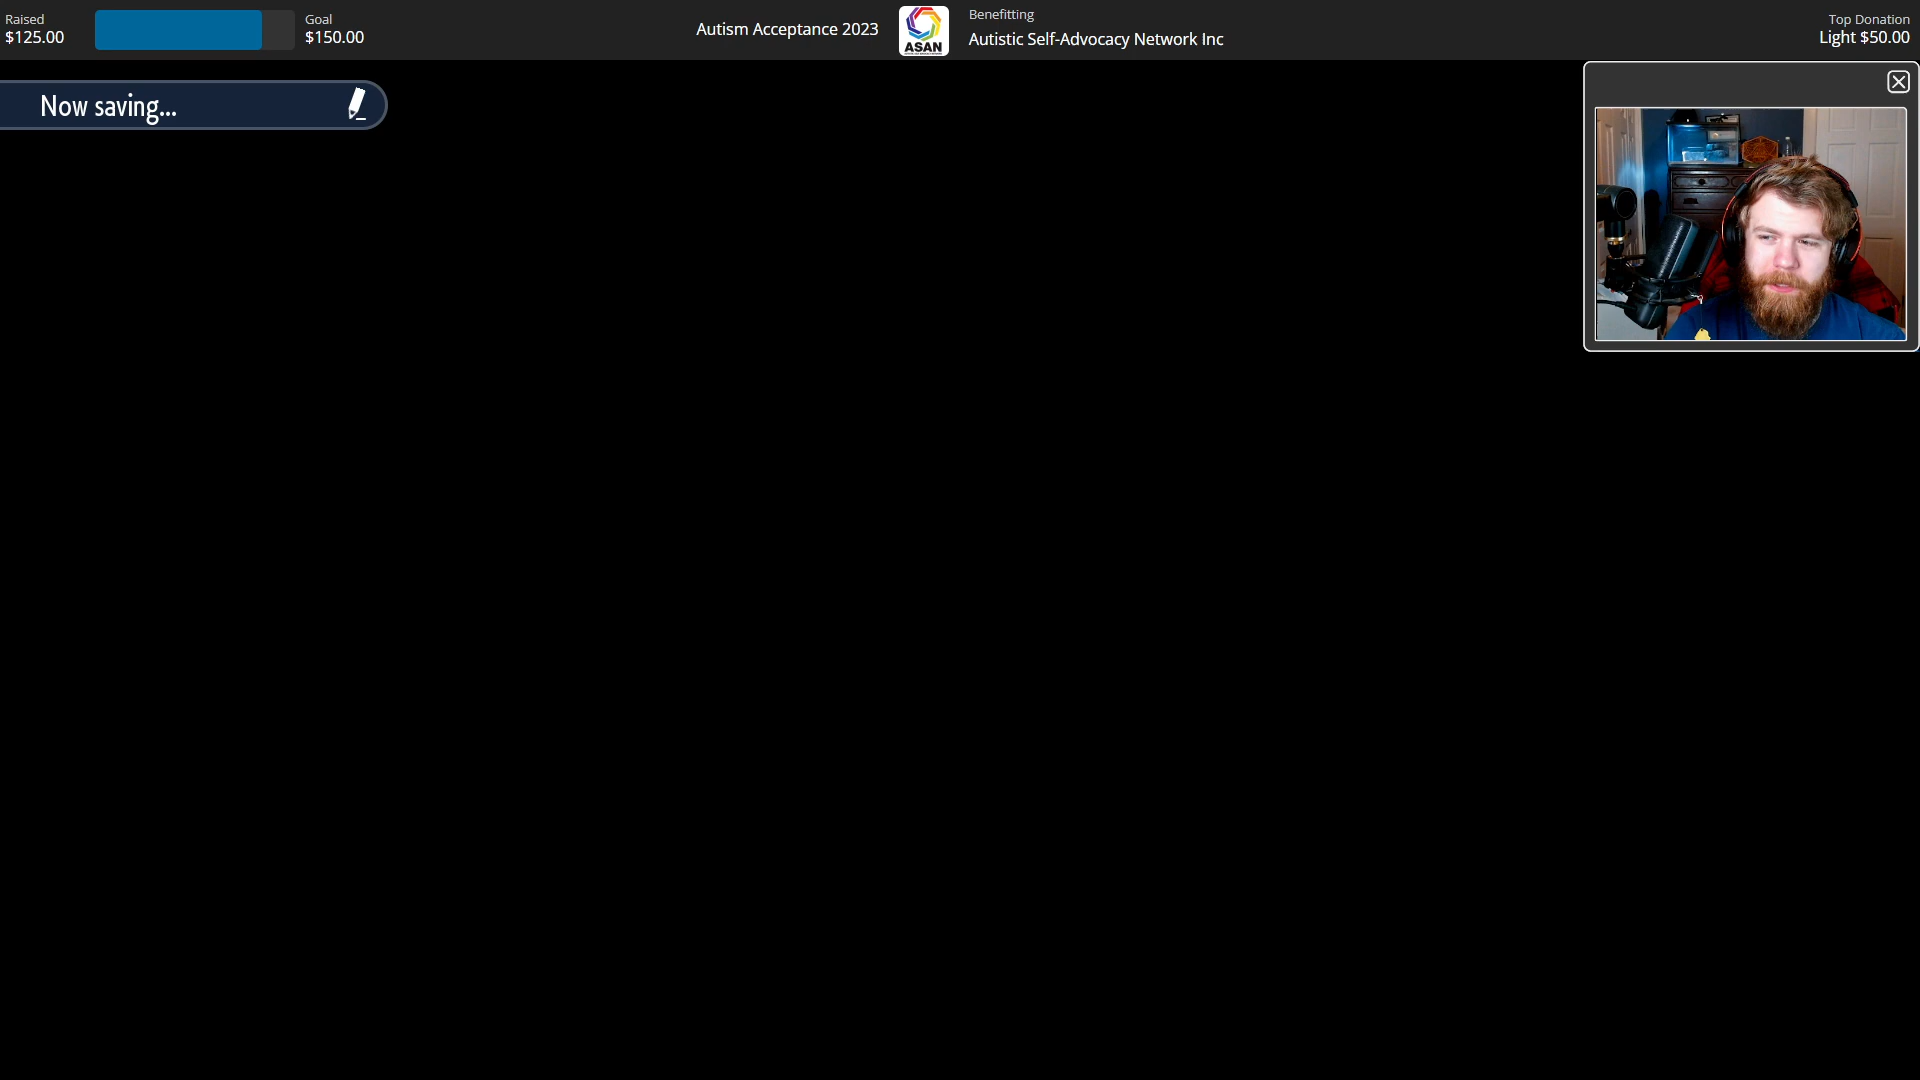 Raised
$125.00
Goal
$150.00
Autism Acceptance 2023
ASAN
Benefitting
Autistic Self-Advocacy Network Inc
Top Donation
Light $50.00
Now saving...